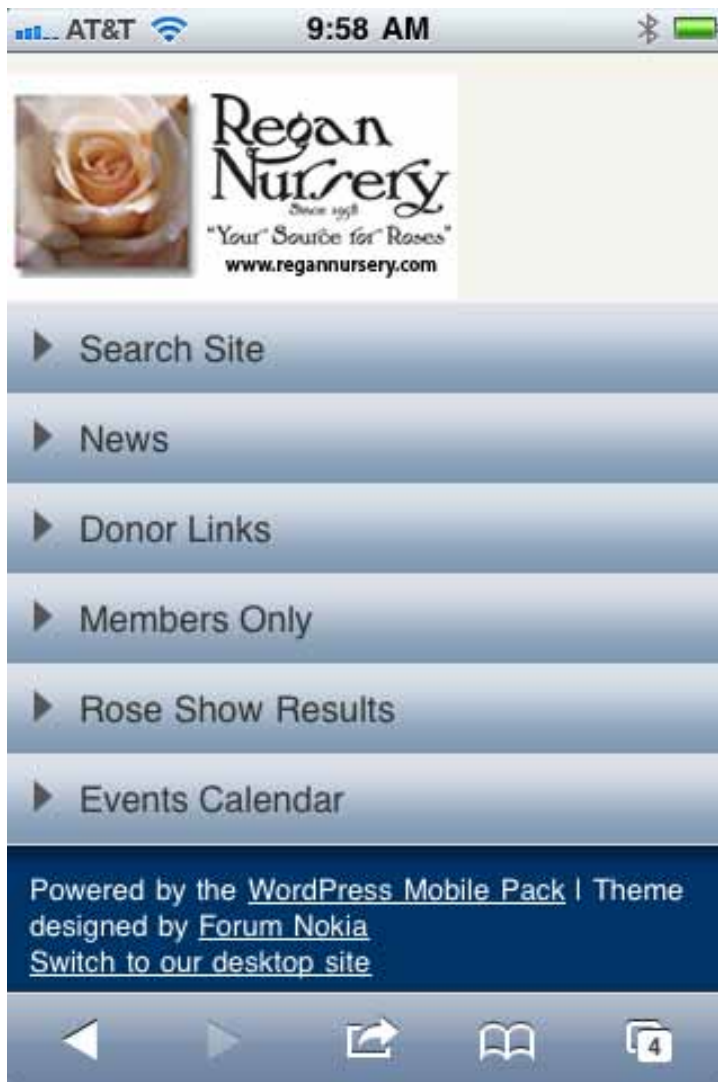 AT&T 9:58 AM
Regan
Nursery
Since 1958
"Your Source for Roses"
www.regannursery.com
Search Site
News
Donor Links
Members Only
Rose Show Results
Events Calendar
Powered by the WordPress Mobile Pack | Theme
designed by Forum Nokia
Switch to our desktop site
4